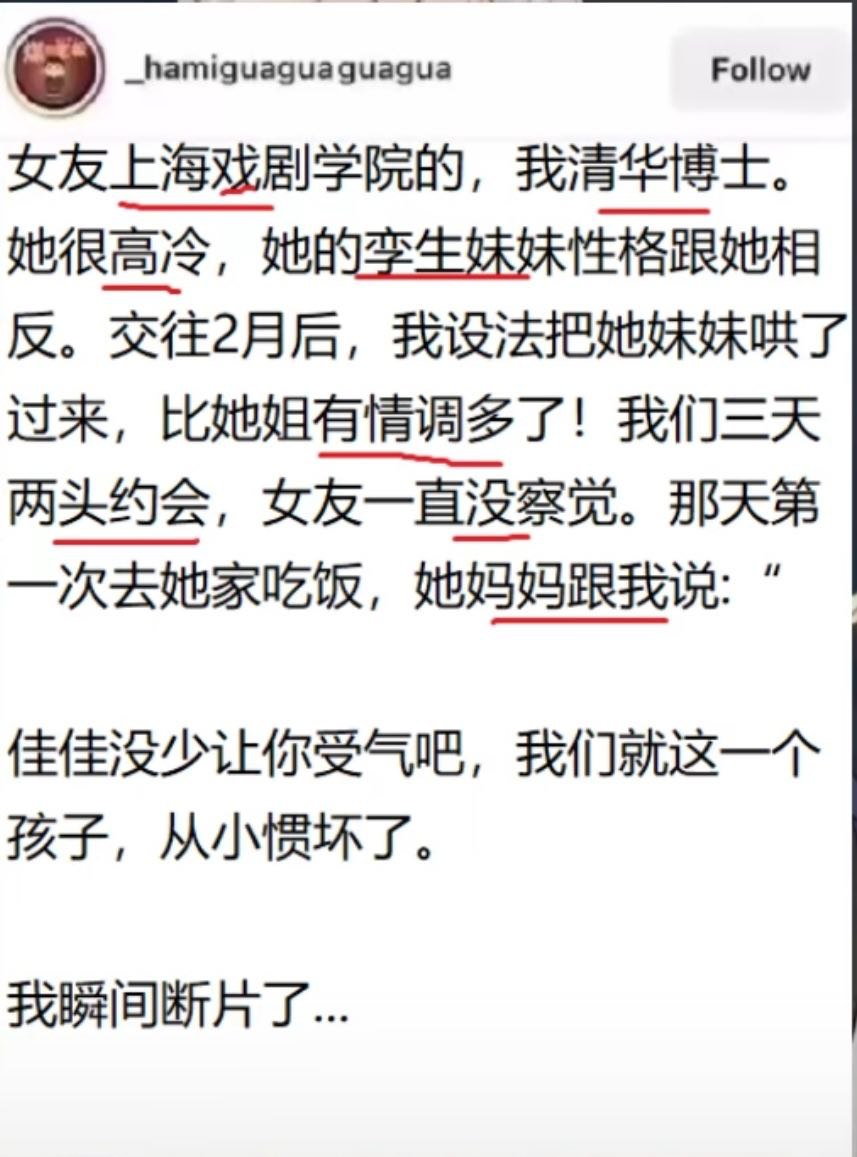 _hamiguaguaguagua
Follow
女友上海戏剧学院的，我清华博士。
她很高冷，她的孪生妹妹性格跟她相
反。交往2月后，我设法把她妹妹哄了
过来，比她姐有情调多了！我们三天
两头约会，女友一直没察觉。那天第
一次去她家吃饭，她妈妈跟我说：“
佳佳没少让你受气吧，我们就这一个
孩子，从小惯坏了。
我瞬间断片了...